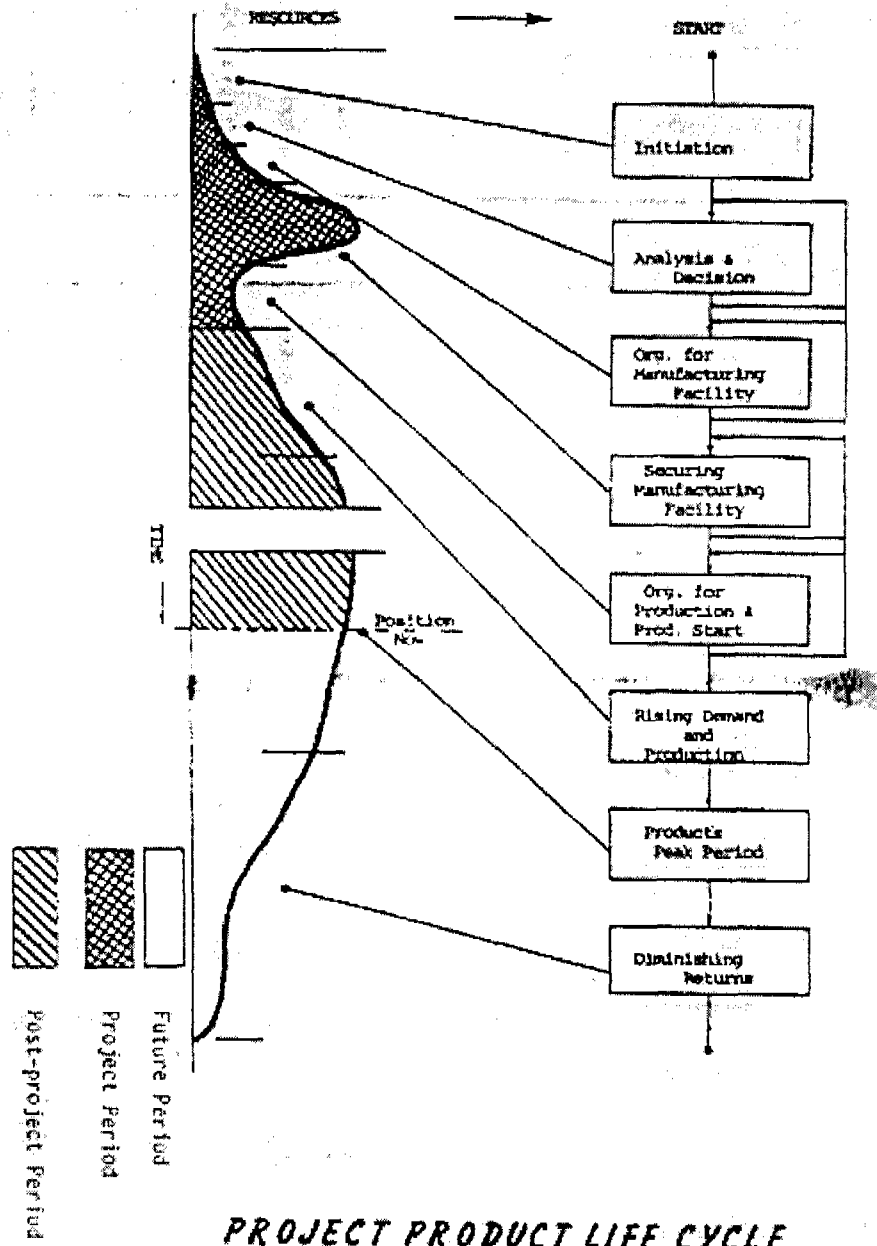 RESOURCES
START
Initiation
Analysis &
Decision
Org. for
Manufacturing
Facility
Securing
Manufacturing
Facility
Org. for
Production &
Prod. Start
Rising Demand
and
Production
Products
Peak Period
Diminishing
Returns
TIME
Position
Now
Future Period
Project Period
Post-project Period
PROJECT PRODUCT LIFE CYCLE